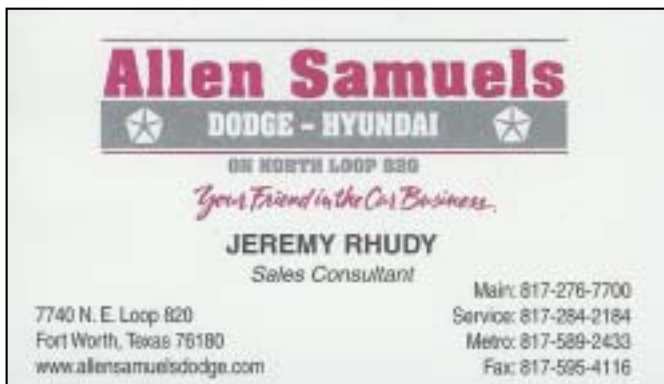 Allen Samuels
DODGE – HYUNDAI
ON NORTH LOOP 820
Your Friend in the Car Business.
JEREMY RHUDY
Sales Consultant
7740 N. E. Loop 820
Fort Worth, Texas 76180
www.allensamuelsdodge.com
Main: 817-276-7700
Service: 817-284-2184
Metro: 817-589-2433
Fax: 817-595-4116